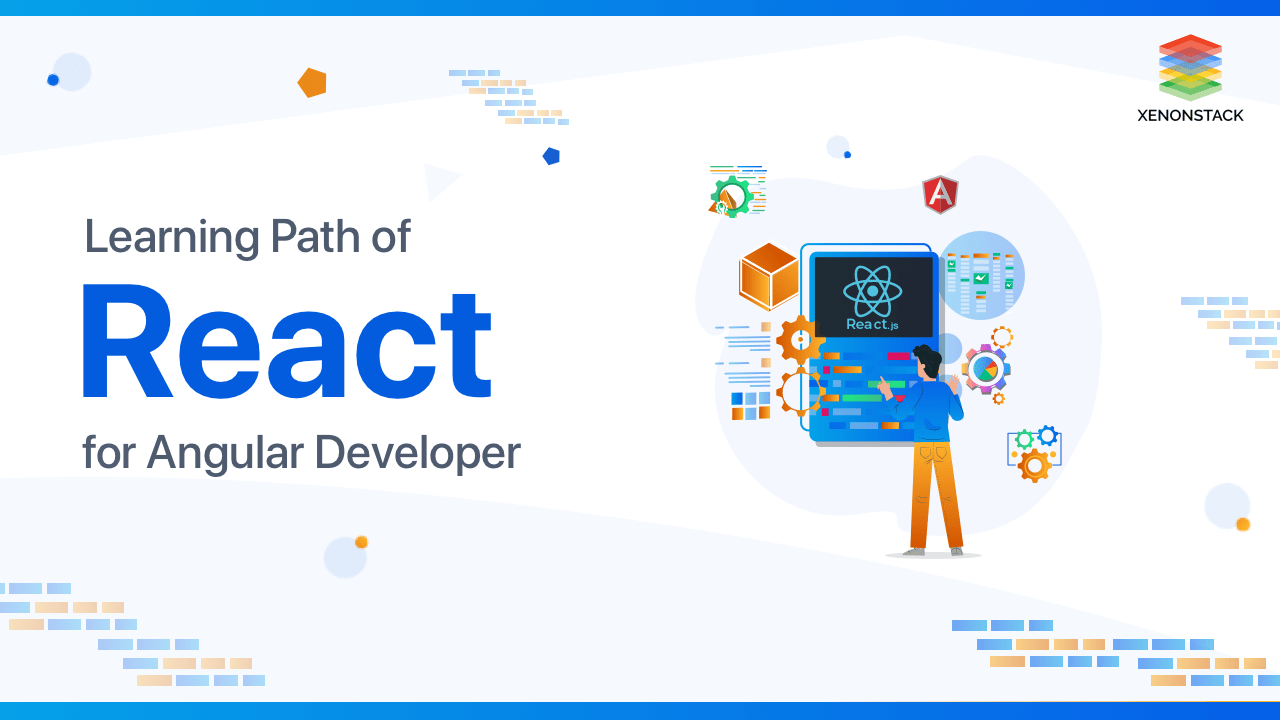 XENONSTACK
Learning Path of
React
for Angular Developer
A
React.js